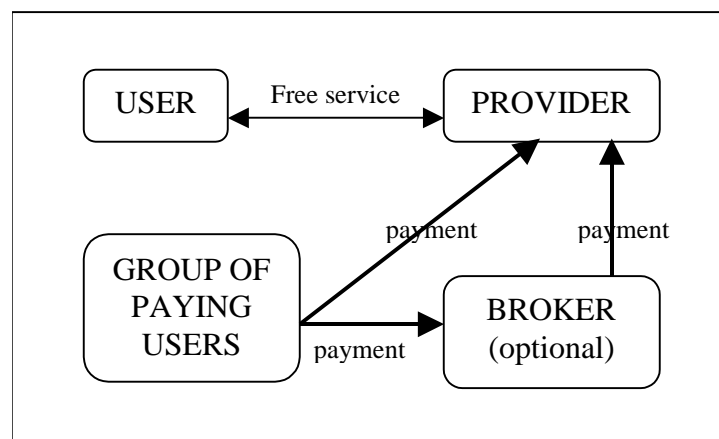 USER
Free service
PROVIDER
payment
payment
GROUP OF
PAYING
USERS
payment
BROKER
(optional)